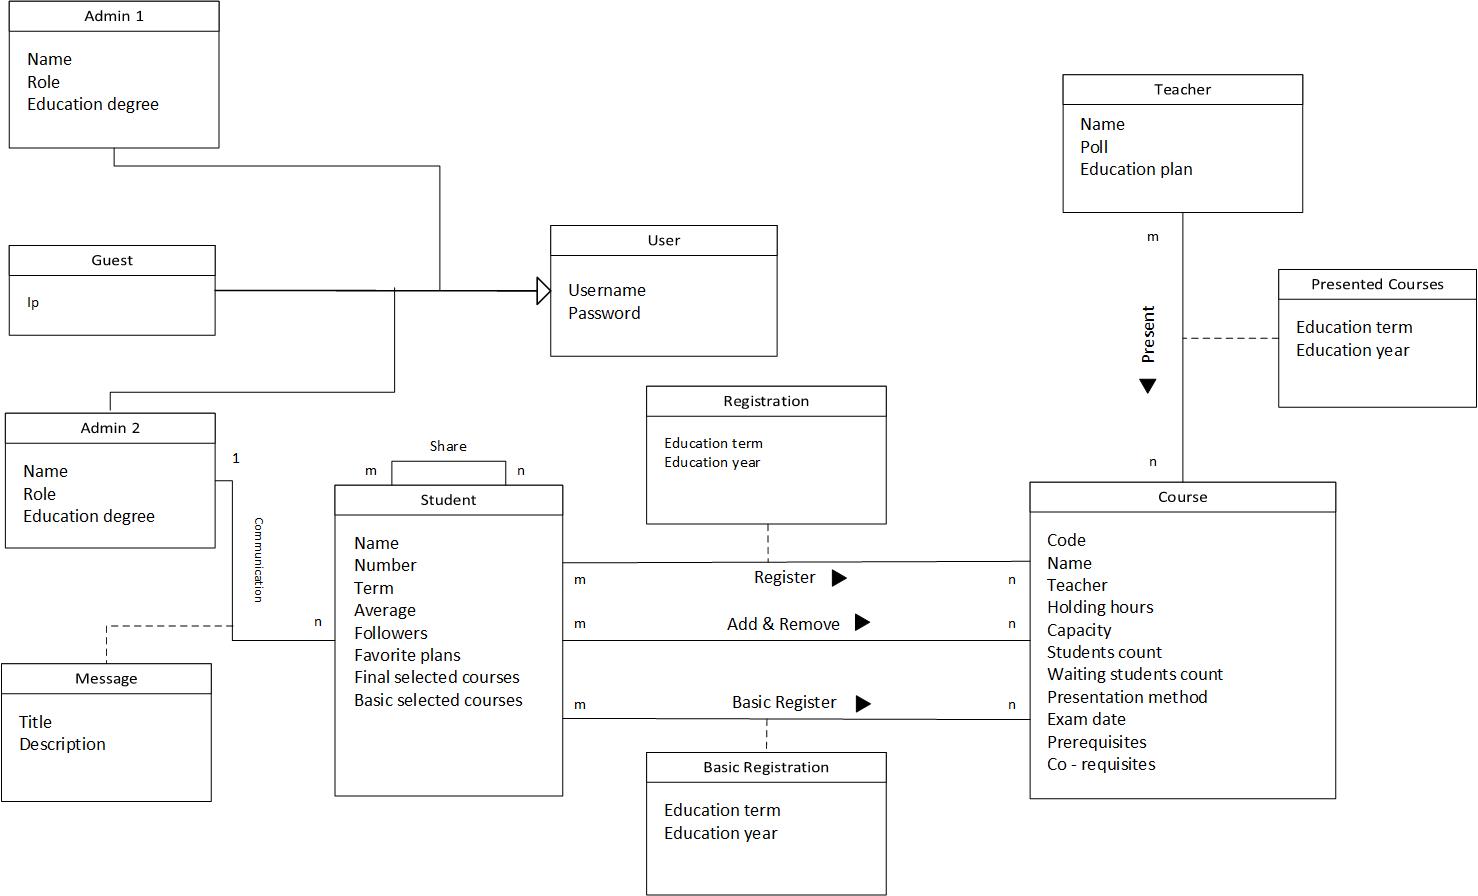 Admin 1
Name
Role
Education degree
Teacher
Name
Poll
Education plan
Guest
Ip
User
Username
Password
m
Present
n
Presented Courses
Education term
Education year
Admin 2
Name
Role
Education degree
1
Communication
n
Share
m
n
Student
Name
Number
Term
Average
Followers
Favorite plans
Final selected courses
Basic selected courses
Registration
Education term
Education year
m
Register
n
m
Add & Remove
n
m
Basic Register
n
Course
Code
Name
Teacher
Holding hours
Capacity
Students count
Waiting students count
Presentation method
Exam date
Prerequisites
Co - requisites
Message
Title
Description
Basic Registration
Education term
Education year